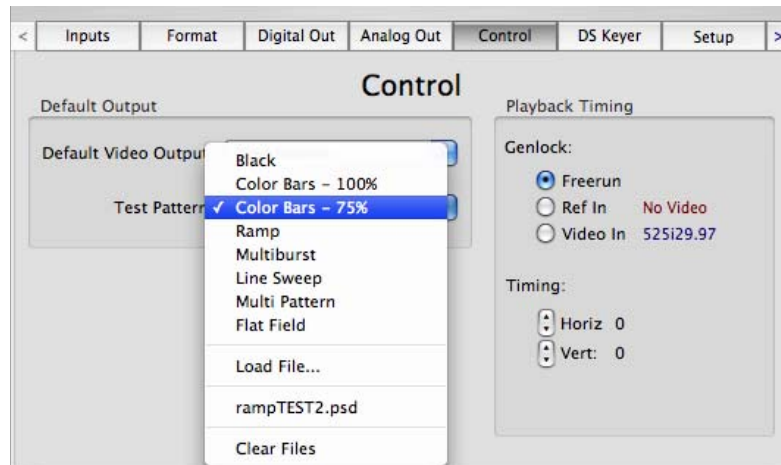 < Inputs Format Digital Out Analog Out Control DS Keyer Setup >
Control
Default Output
Default Video Output
Test Pattern
Black
Color Bars – 100%
✓ Color Bars – 75%
Ramp
Multiburst
Line Sweep
Multi Pattern
Flat Field
Load File...
rampTEST2.psd
Clear Files
Playback Timing
Genlock:
Freerun
Ref In No Video
Video In 525i29.97
Timing:
Horiz 0
Vert: 0